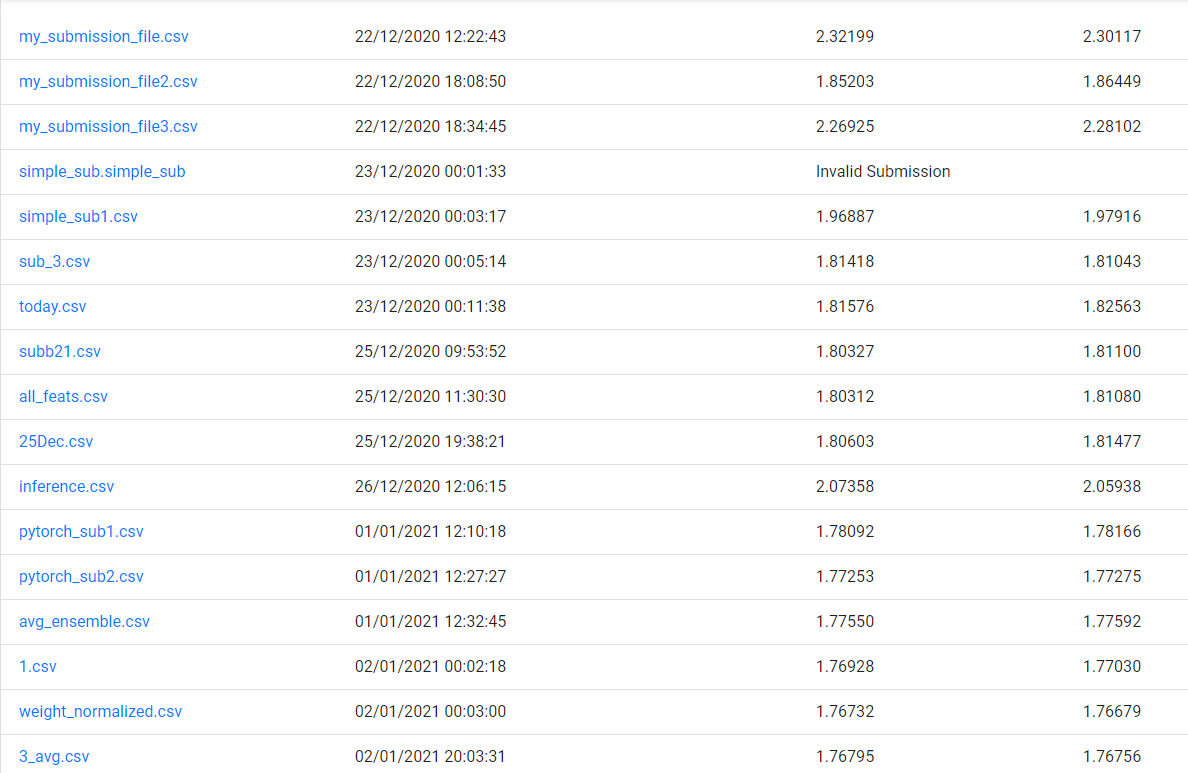 my_submission_file.csv 22/12/2020 12:22:43 2.32199 2.30117
my_submission_file2.csv 22/12/2020 18:08:50 1.85203 1.86449
my_submission_file3.csv 22/12/2020 18:34:45 2.26925 2.28102
simple_sub.simple_sub 23/12/2020 00:01:33 Invalid Submission
simple_sub1.csv 23/12/2020 00:03:17 1.96887 1.97916
sub_3.csv 23/12/2020 00:05:14 1.81418 1.81043
today.csv 23/12/2020 00:11:38 1.81576 1.82563
subb21.csv 25/12/2020 09:53:52 1.80327 1.81100
all_feats.csv 25/12/2020 11:30:30 1.80312 1.81080
25Dec.csv 25/12/2020 19:38:21 1.80603 1.81477
inference.csv 26/12/2020 12:06:15 2.07358 2.05938
pytorch_sub1.csv 01/01/2021 12:10:18 1.78092 1.78166
pytorch_sub2.csv 01/01/2021 12:27:27 1.77253 1.77275
avg_ensemble.csv 01/01/2021 12:32:45 1.77550 1.77592
1.csv 02/01/2021 00:02:18 1.76928 1.77030
weight_normalized.csv 02/01/2021 00:03:00 1.76732 1.76679
3_avg.csv 02/01/2021 20:03:31 1.76795 1.76756